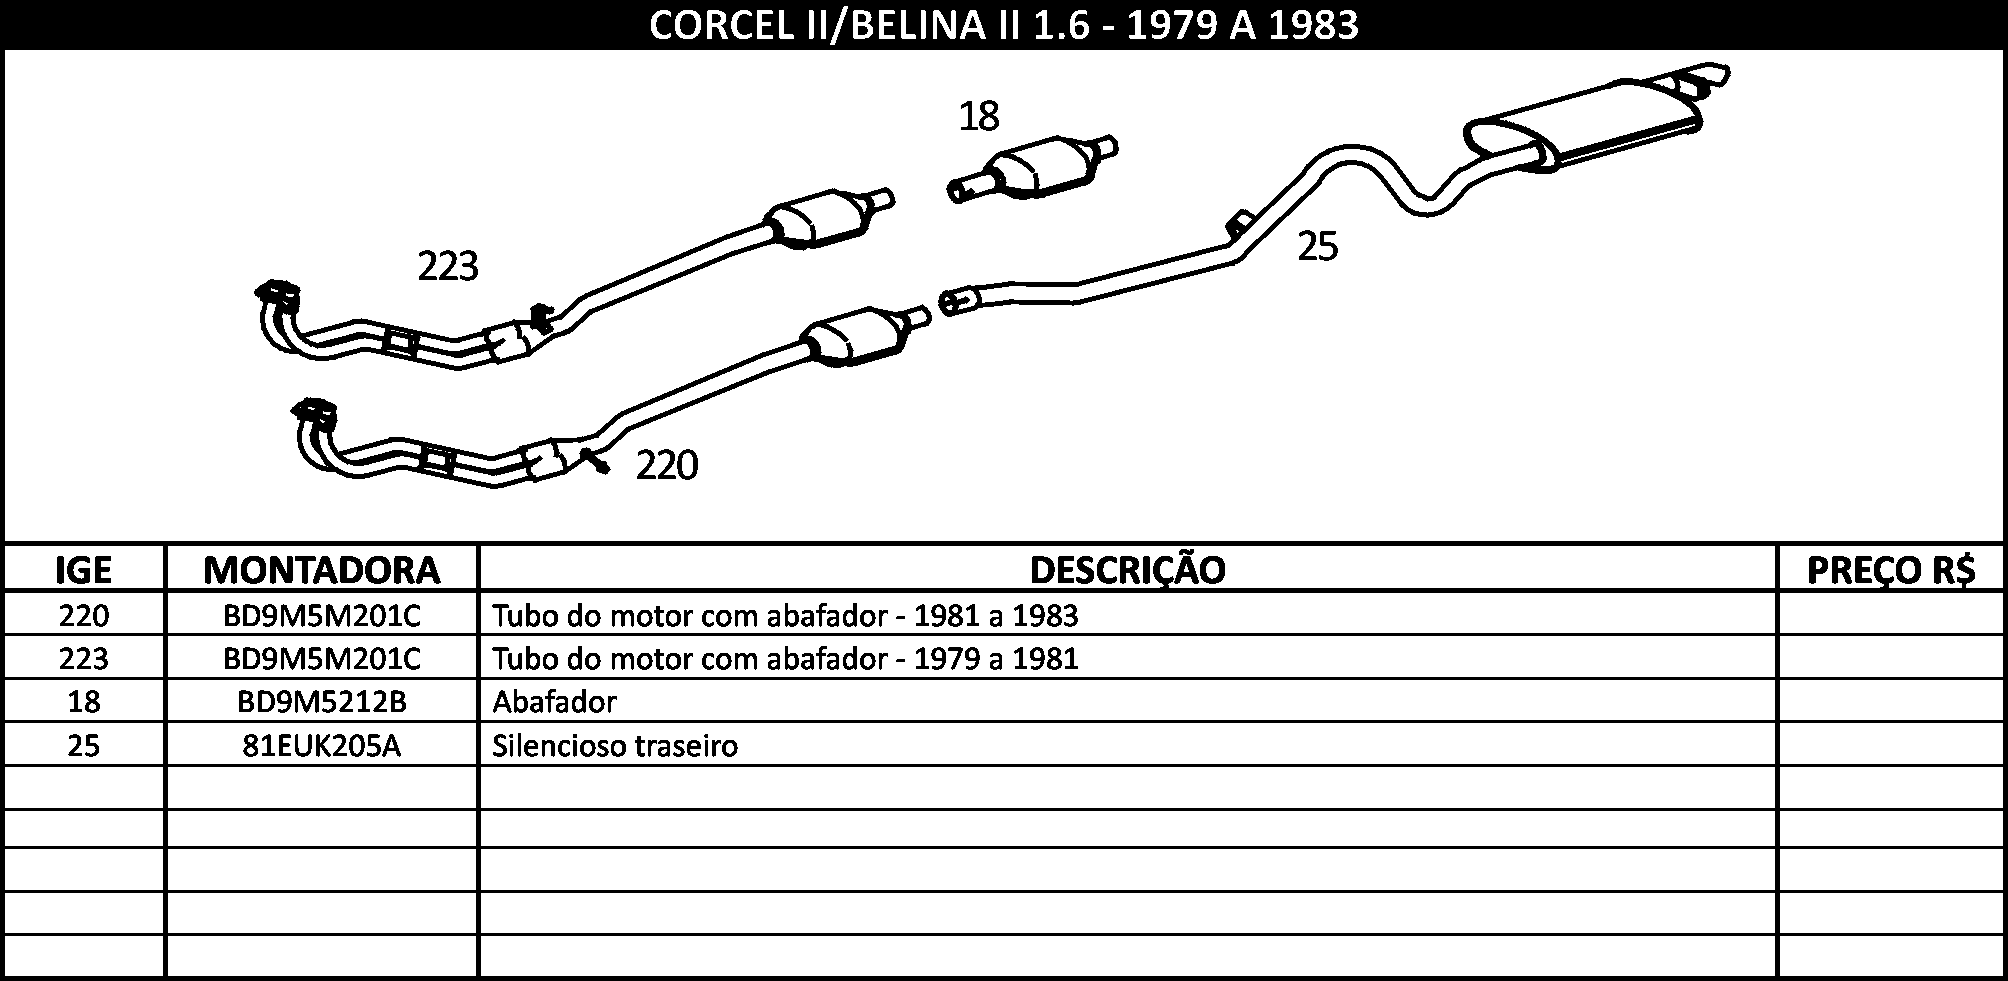 CORCEL II/BELINA II 1.6 - 1979 A 1983
18
223
25
220
IGE MONTADORA DESCRIÇÃO PREÇO R$
220 BD9M5M201C Tubo do motor com abafador - 1981 a 1983
223 BD9M5M201C Tubo do motor com abafador - 1979 a 1981
18 BD9M5212B Abafador
25 81EUK205A Silencioso traseiro